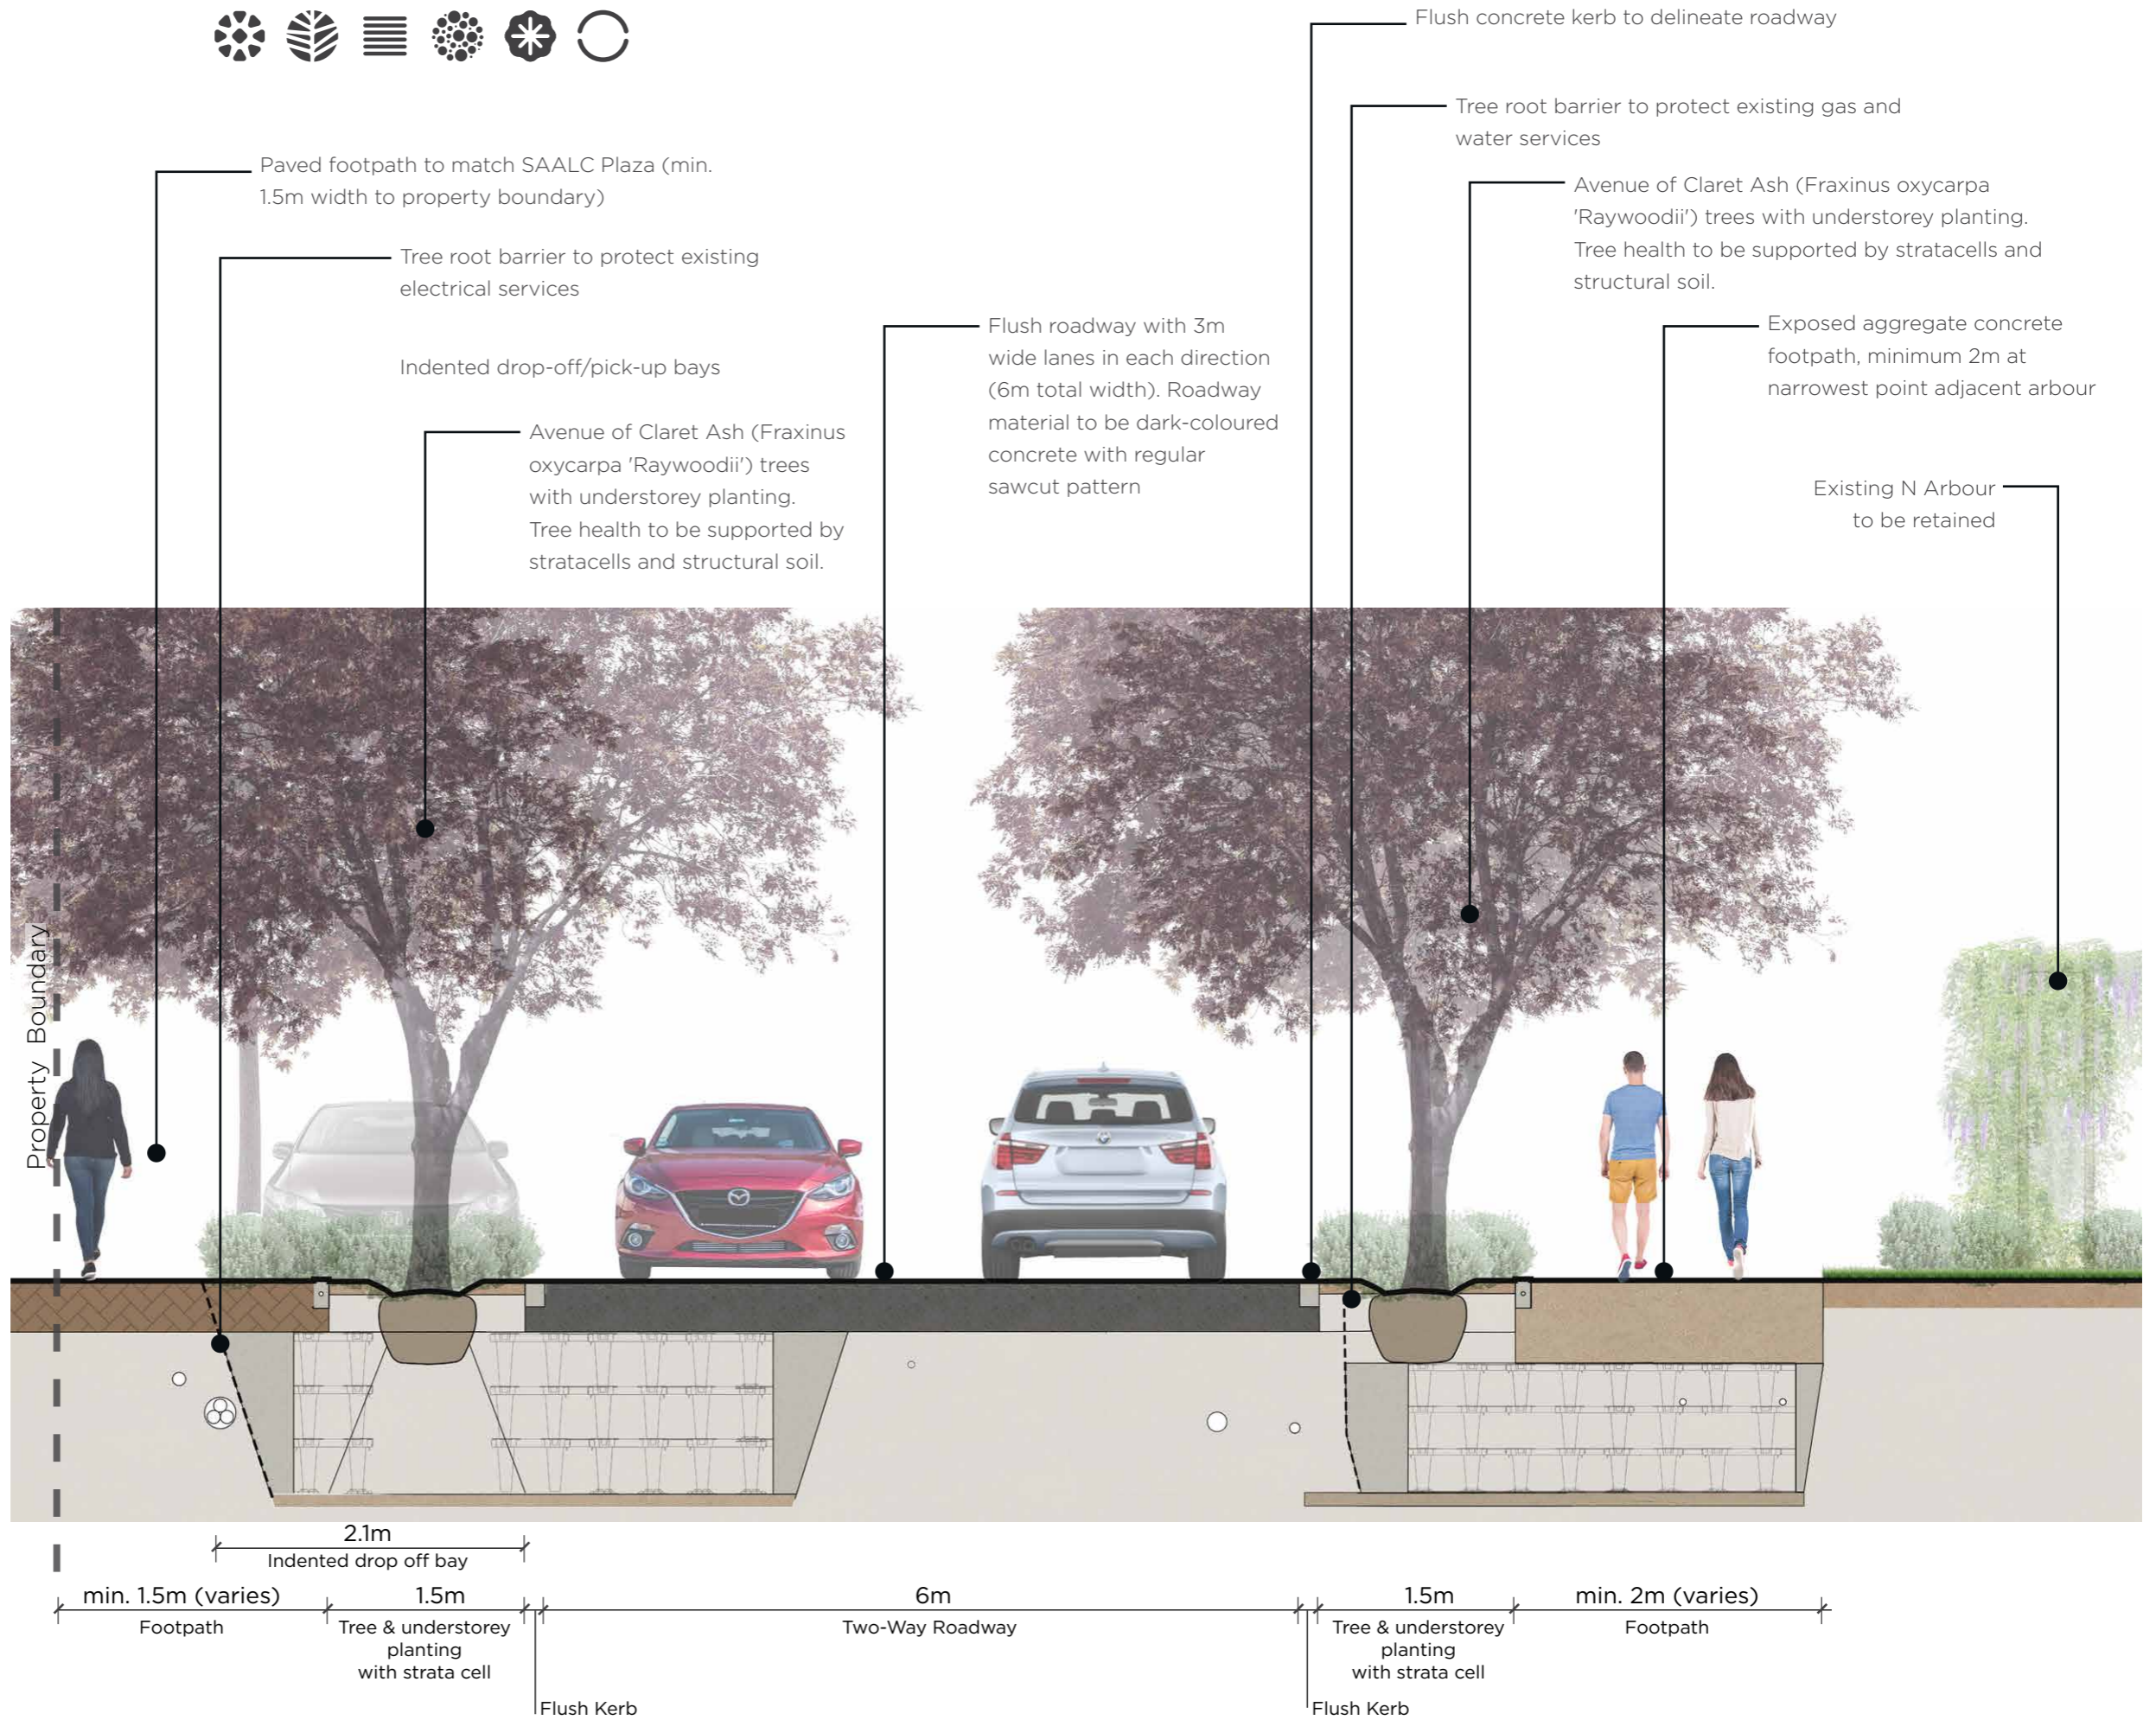 Flush concrete kerb to delineate roadway
Tree root barrier to protect existing gas and
water services
Paved footpath to match SAALC Plaza (min.
1.5m width to property boundary)
Avenue of Claret Ash (Fraxinus oxycarpa
'Raywoodii') trees with understorey planting.
Tree health to be supported by stratacells and
structural soil.
Tree root barrier to protect existing
electrical services
Flush roadway with 3m
wide lanes in each direction
(6m total width). Roadway
material to be dark-coloured
concrete with regular
sawcut pattern
Exposed aggregate concrete
footpath, minimum 2m at
narrowest point adjacent arbour
Indented drop-off/pick-up bays
Avenue of Claret Ash (Fraxinus
oxycarpa 'Raywoodii') trees
with understorey planting.
Tree health to be supported by
stratacells and structural soil.
Existing N Arbour
to be retained
Property Boundary
2.1m
Indented drop off bay
min. 1.5m (varies)
Footpath
1.5m
Tree & understorey
planting
with strata cell
Flush Kerb
6m
Two-Way Roadway
Flush Kerb
1.5m
Tree & understorey
planting
with strata cell
min. 2m (varies)
Footpath